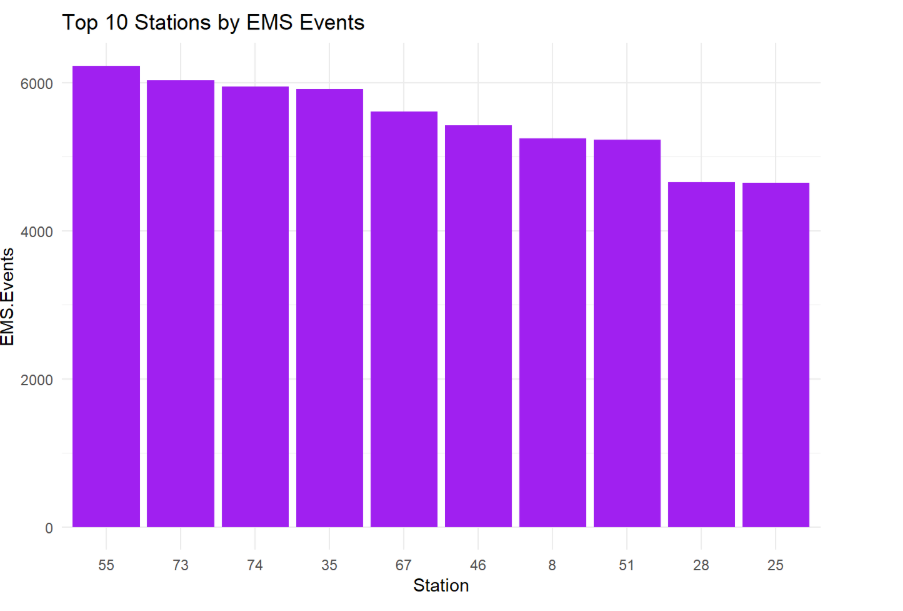 Top 10 Stations by EMS Events
EMS.Events
6000
4000
2000
0
55 73 74 35 67 46 8 51 28 25
Station